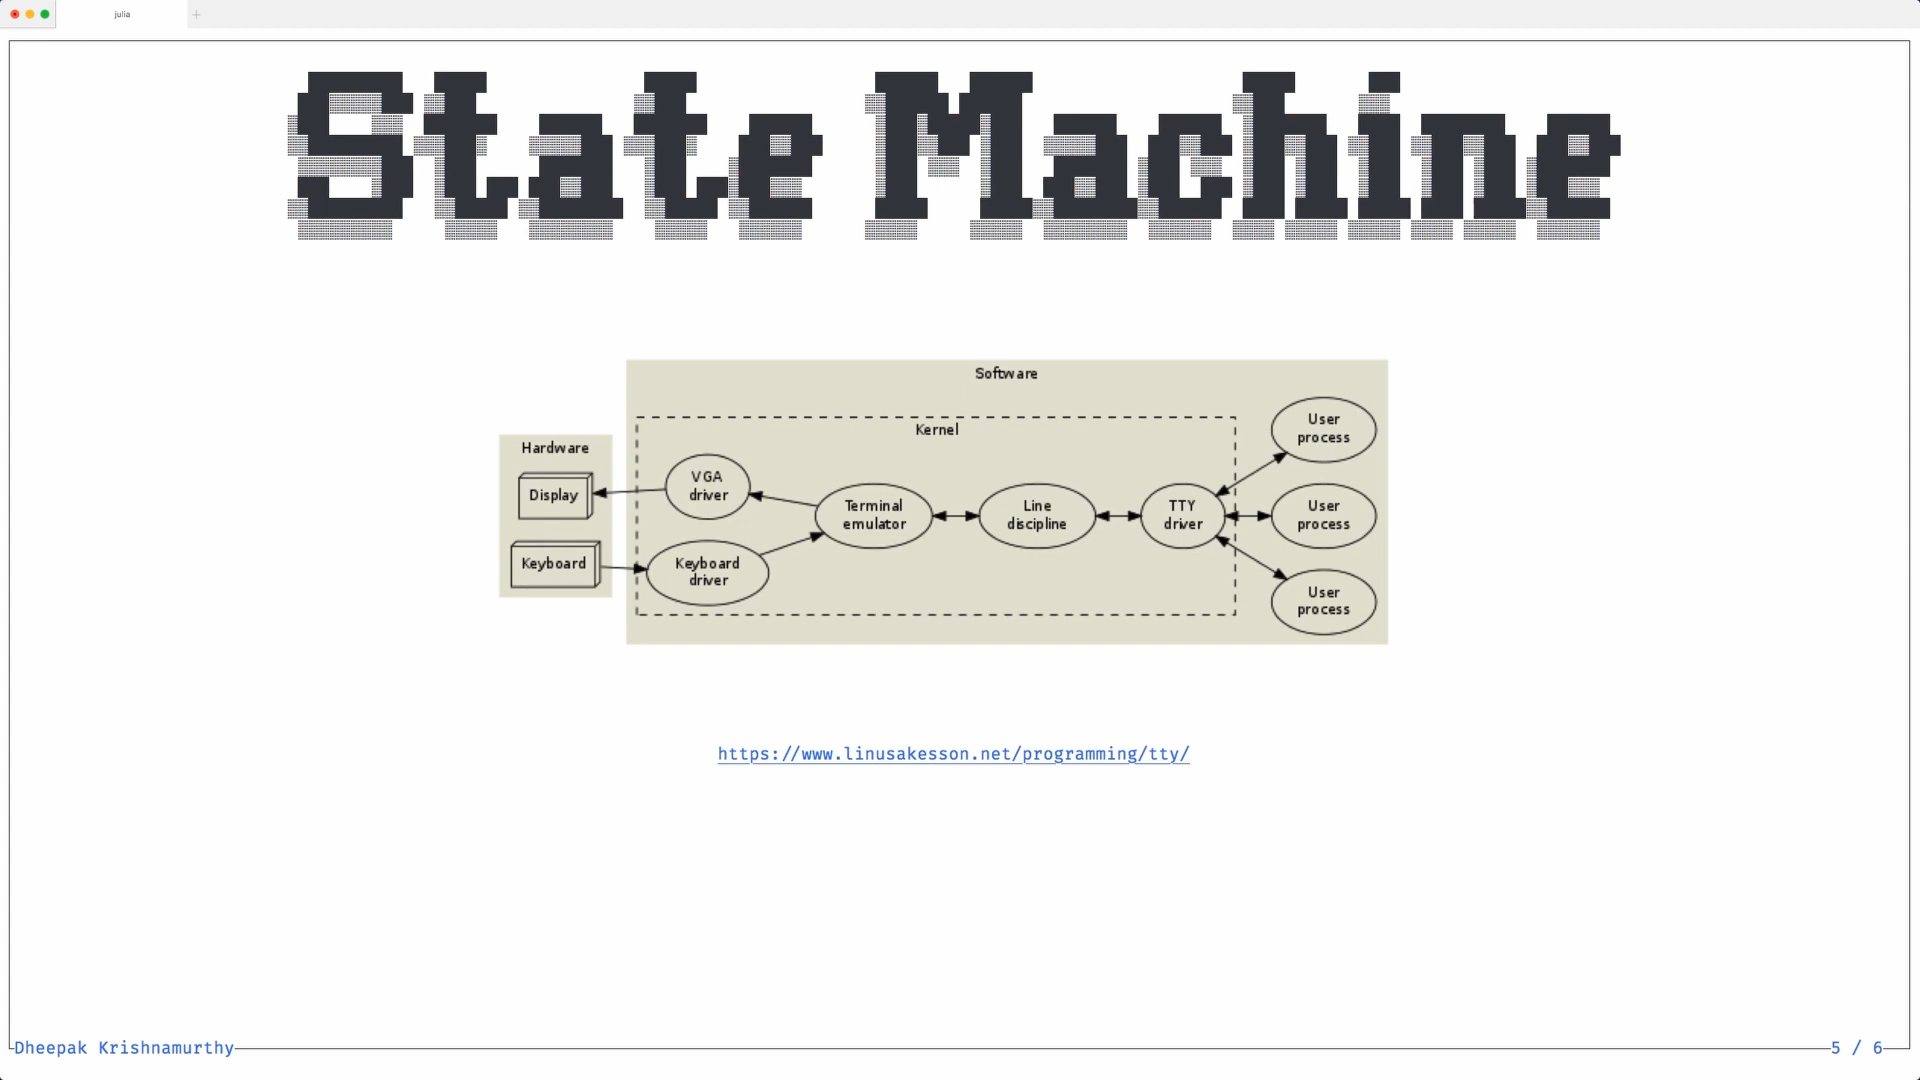 julia
State Machine
Software
Kernel
Hardware
Display
Keyboard
VGA
driver
Keyboard
driver
Terminal
emulator
Line
discipline
TTY
driver
User
process
User
process
User
process
https://www.linusakesson.net/programming/tty/
Dheepak Krishnamurthy
5 / 6